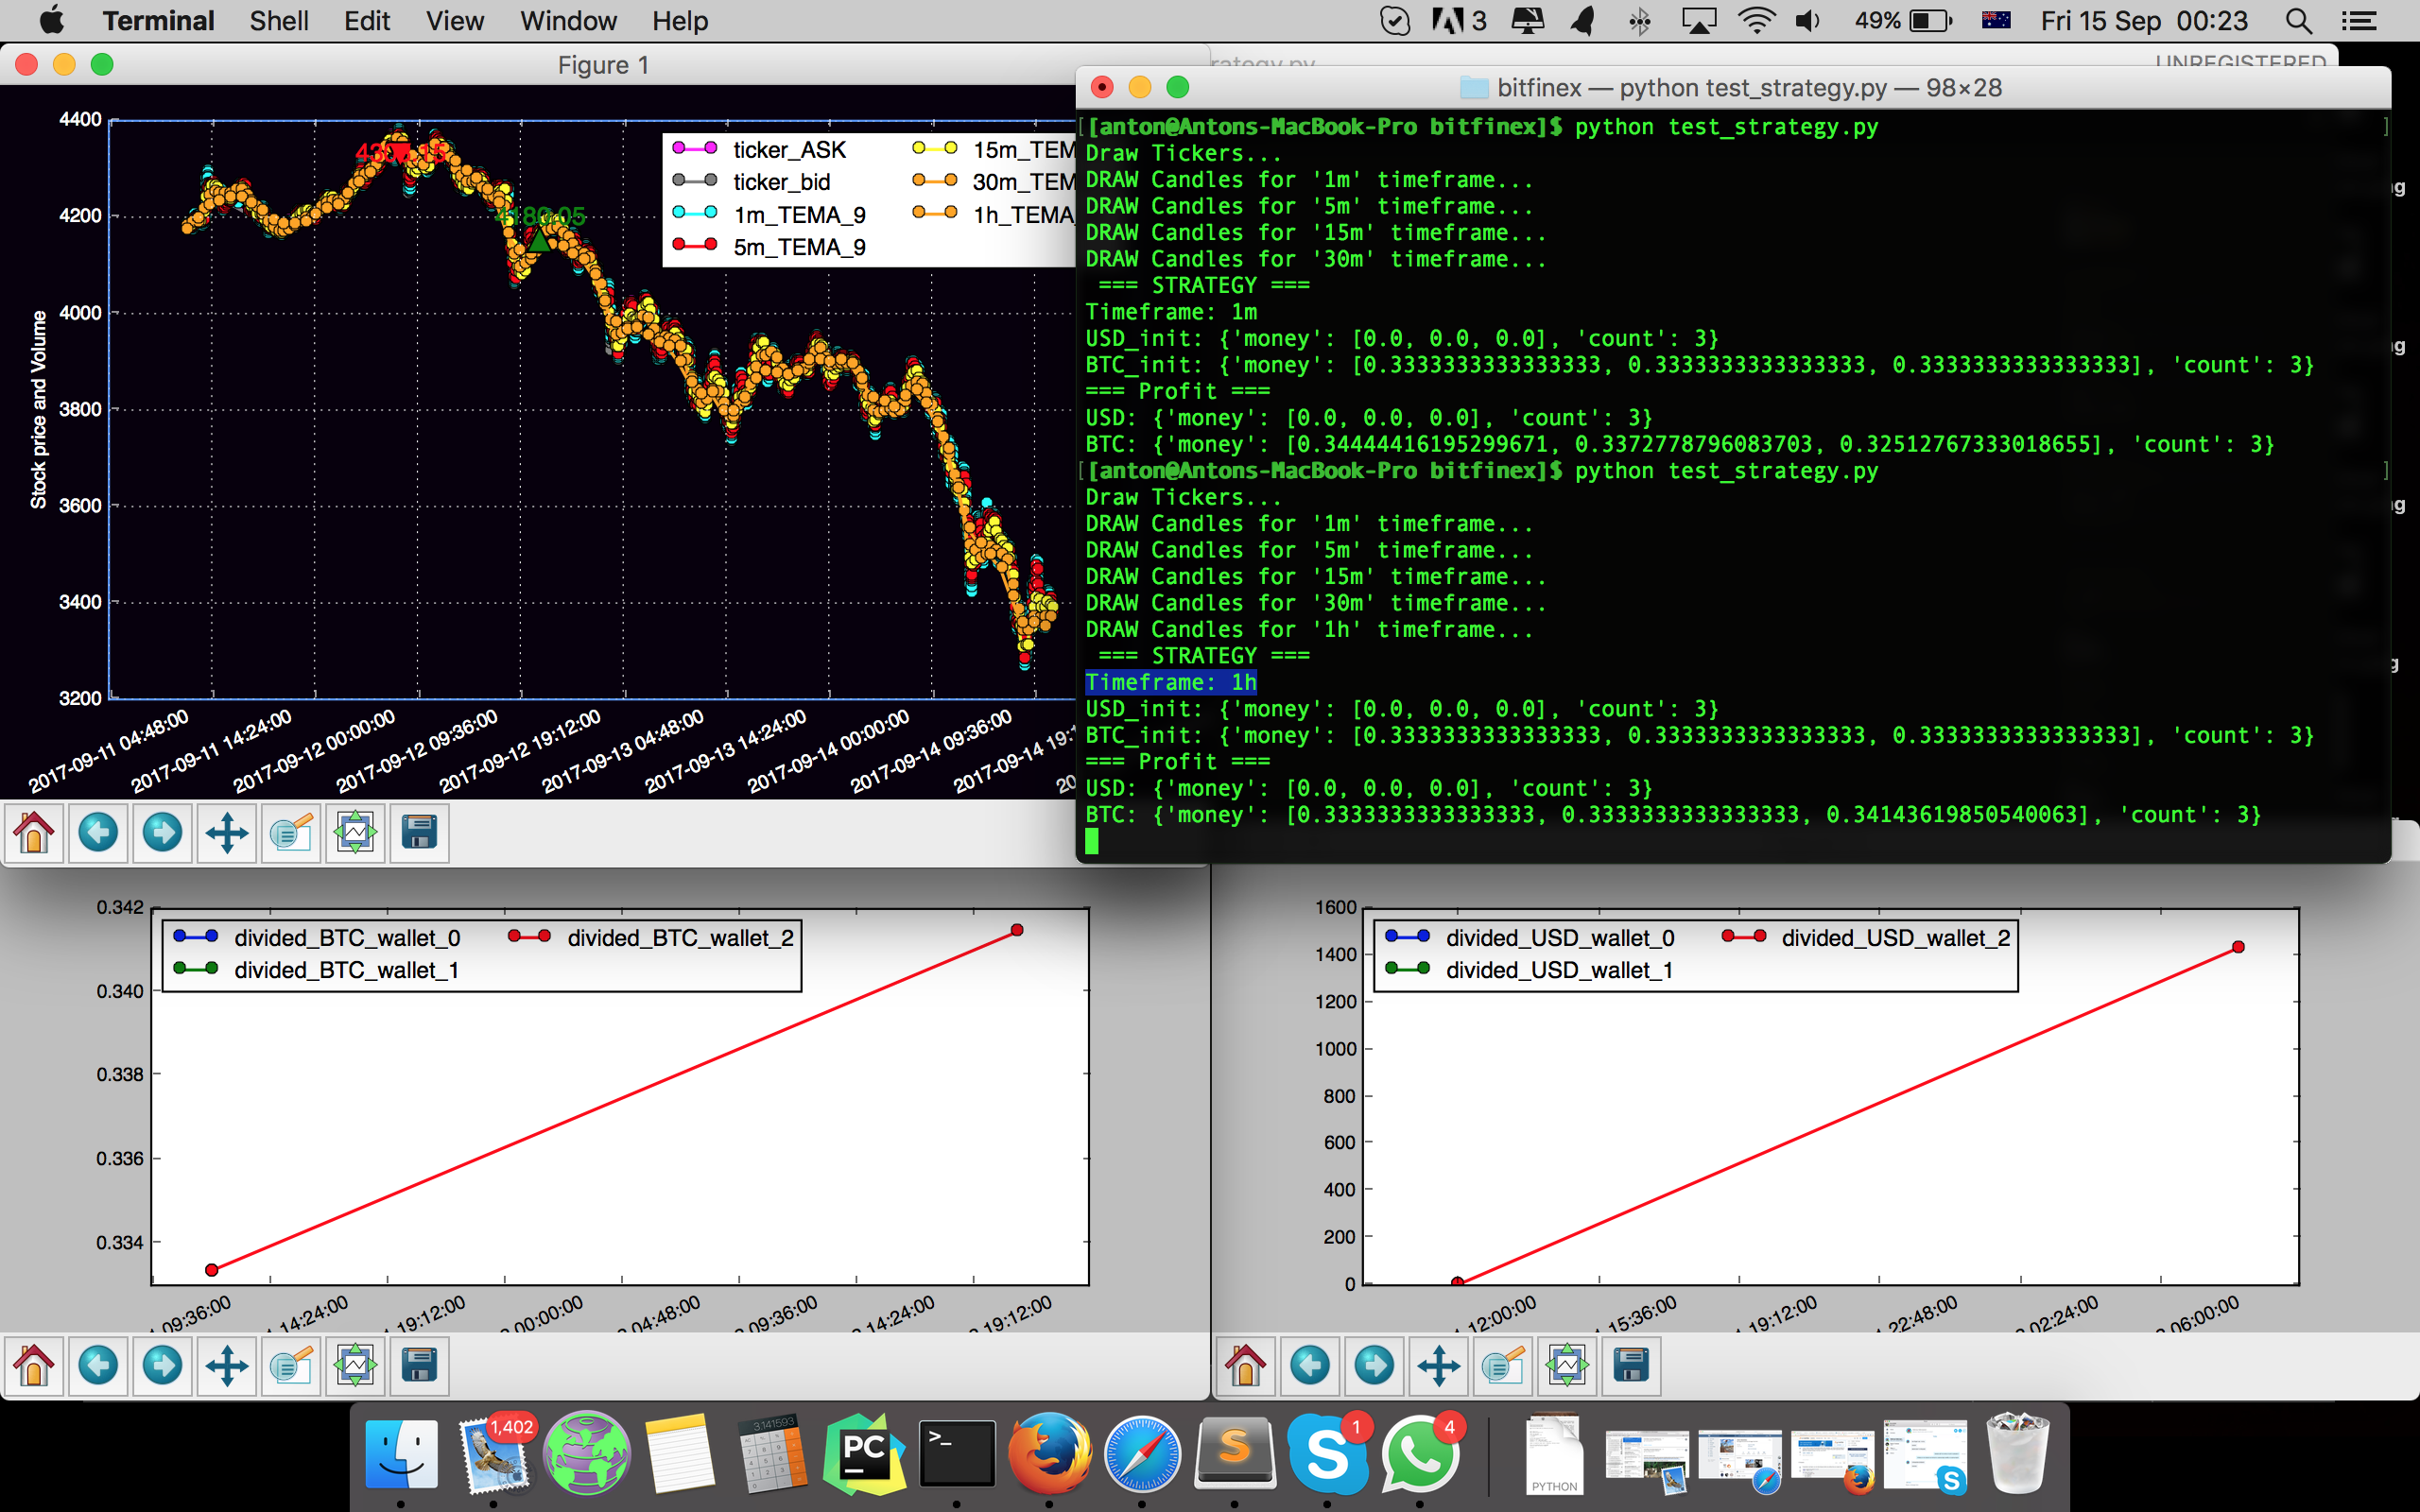 Terminal Shell Edit View Window Help 3 49% Fri 15 Sep 00:23
Figure 1
UNREGISTERED
bitfinex — python test_strategy.py — 98×28
4400
4200
4000
3800
3600
3400
3200
Stock price and Volume
4180.05
ticker_ASK
ticker_bid
1m_TEMA_9
5m_TEMA_9
15m_TEM
30m_TEM
1h_TEMA
2017-09-11 04:48:00
2017-09-11 14:24:00
2017-09-12 00:00:00
2017-09-12 09:36:00
2017-09-12 19:12:00
2017-09-13 04:48:00
2017-09-13 14:24:00
2017-09-14 00:00:00
2017-09-14 09:36:00
2017-09-14 19:1
20
[[anton@Antons-MacBook-Pro bitfinex]$ python test_strategy.py ]
Draw Tickers...
DRAW Candles for '1m' timeframe...
DRAW Candles for '5m' timeframe...
DRAW Candles for '15m' timeframe...
DRAW Candles for '30m' timeframe...
=== STRATEGY ===
Timeframe: 1m
USD_init: {'money': [0.0, 0.0, 0.0], 'count': 3}
BTC_init: {'money': [0.3333333333333333, 0.3333333333333333, 0.3333333333333333], 'count': 3}
=== Profit ===
USD: {'money': [0.0, 0.0, 0.0], 'count': 3}
BTC: {'money': [0.34444416195299671, 0.3372778796083703, 0.32512767333018655], 'count': 3}
[[anton@Antons-MacBook-Pro bitfinex]$ python test_strategy.py ]
Draw Tickers...
DRAW Candles for '1m' timeframe...
DRAW Candles for '5m' timeframe...
DRAW Candles for '15m' timeframe...
DRAW Candles for '30m' timeframe...
DRAW Candles for '1h' timeframe...
=== STRATEGY ===
Timeframe: 1h
USD_init: {'money': [0.0, 0.0, 0.0], 'count': 3}
BTC_init: {'money': [0.3333333333333333, 0.3333333333333333, 0.3333333333333333], 'count': 3}
=== Profit ===
USD: {'money': [0.0, 0.0, 0.0], 'count': 3}
BTC: {'money': [0.3333333333333333, 0.3333333333333333, 0.34143619850540063], 'count': 3}
0.342
0.340
0.338
0.336
0.334
divided_BTC_wallet_0
divided_BTC_wallet_1
divided_BTC_wallet_2
09:36:00
14:24:00
19:12:00
00:00:00
04:48:00
09:36:00
14:24:00
19:12:00
1600
1400
1200
1000
800
600
400
200
0
divided_USD_wallet_0
divided_USD_wallet_1
divided_USD_wallet_2
12:00:00
15:36:00
19:12:00
22:48:00
02:24:00
06:00:00
1,402
3.141593
PC
>_
S
S
1
4
PYTHON
S